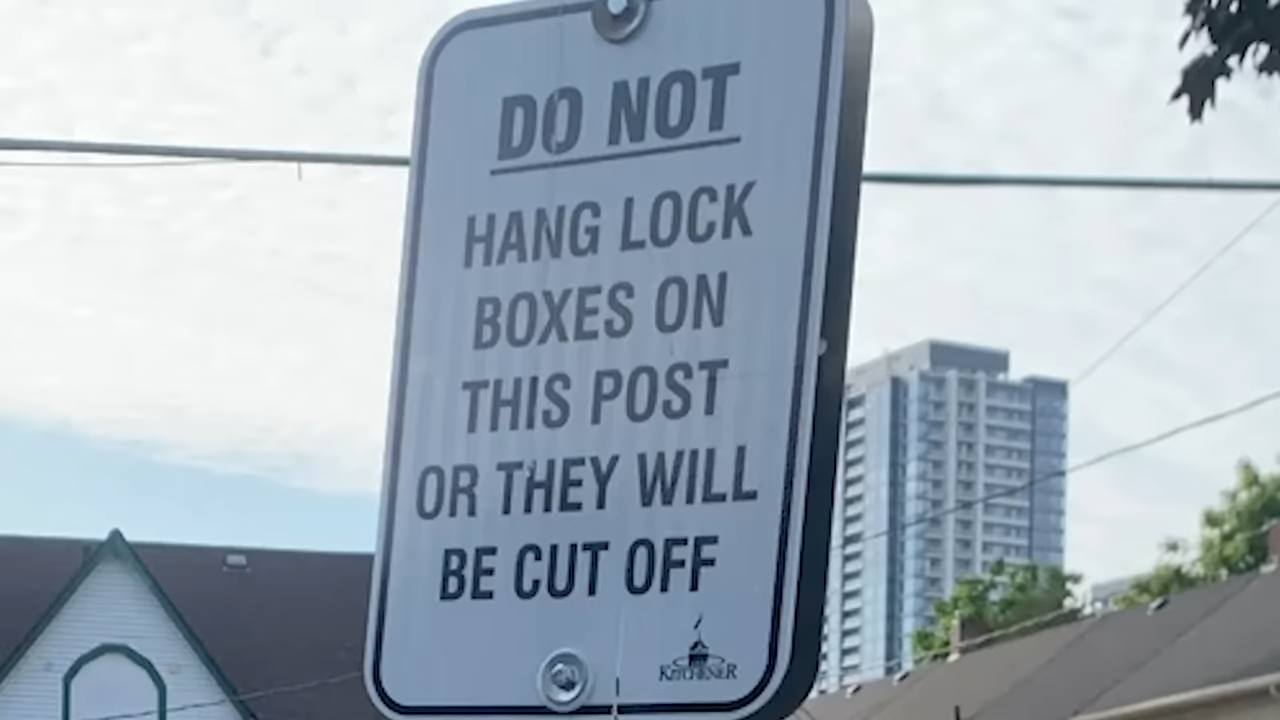 DO NOT
HANG LOCK
BOXES ON
THIS POST
OR THEY WILL
BE CUT OFF
KITCHENER